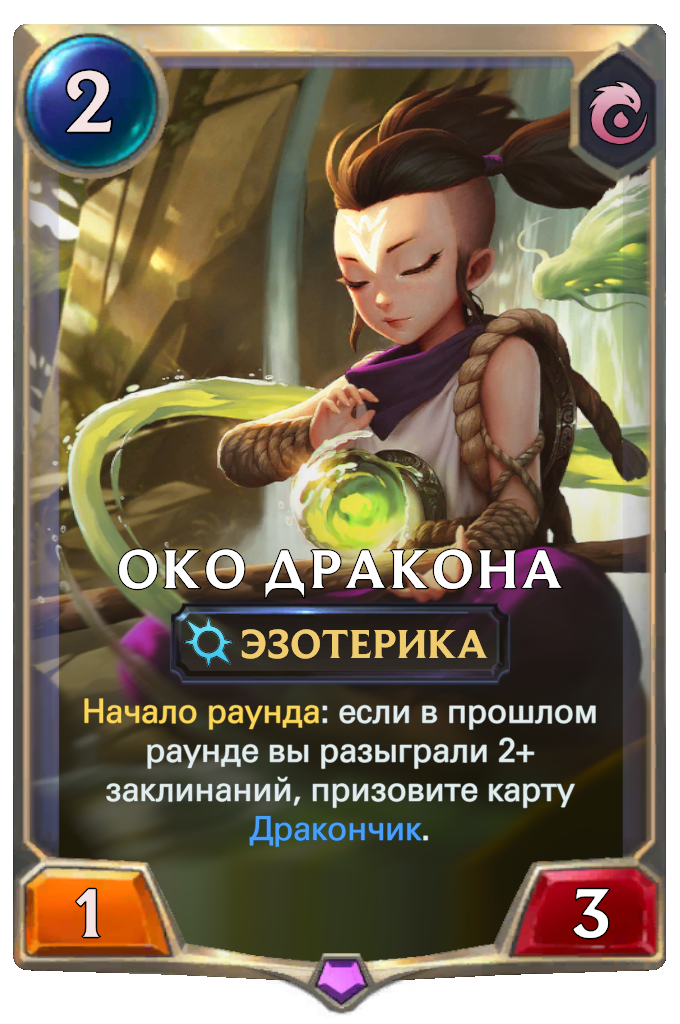 2
ОКО ДРАКОНА
ЭЗОТЕРИКА
Начало раунда: если в прошлом
раунде вы разыграли 2+
заклинаний, призовите карту
Дракончик.
1
3